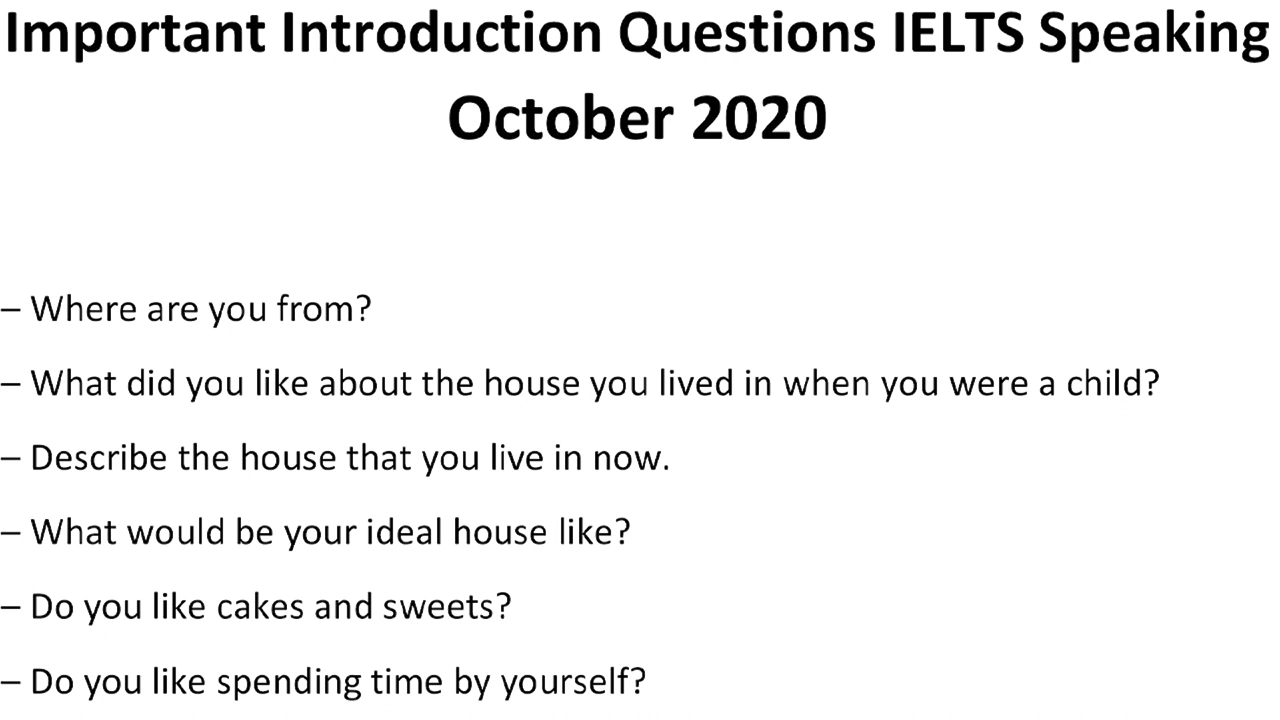 Important Introduction Questions IELTS Speaking
October 2020
– Where are you from?
– What did you like about the house you lived in when you were a child?
– Describe the house that you live in now.
– What would be your ideal house like?
– Do you like cakes and sweets?
– Do you like spending time by yourself?